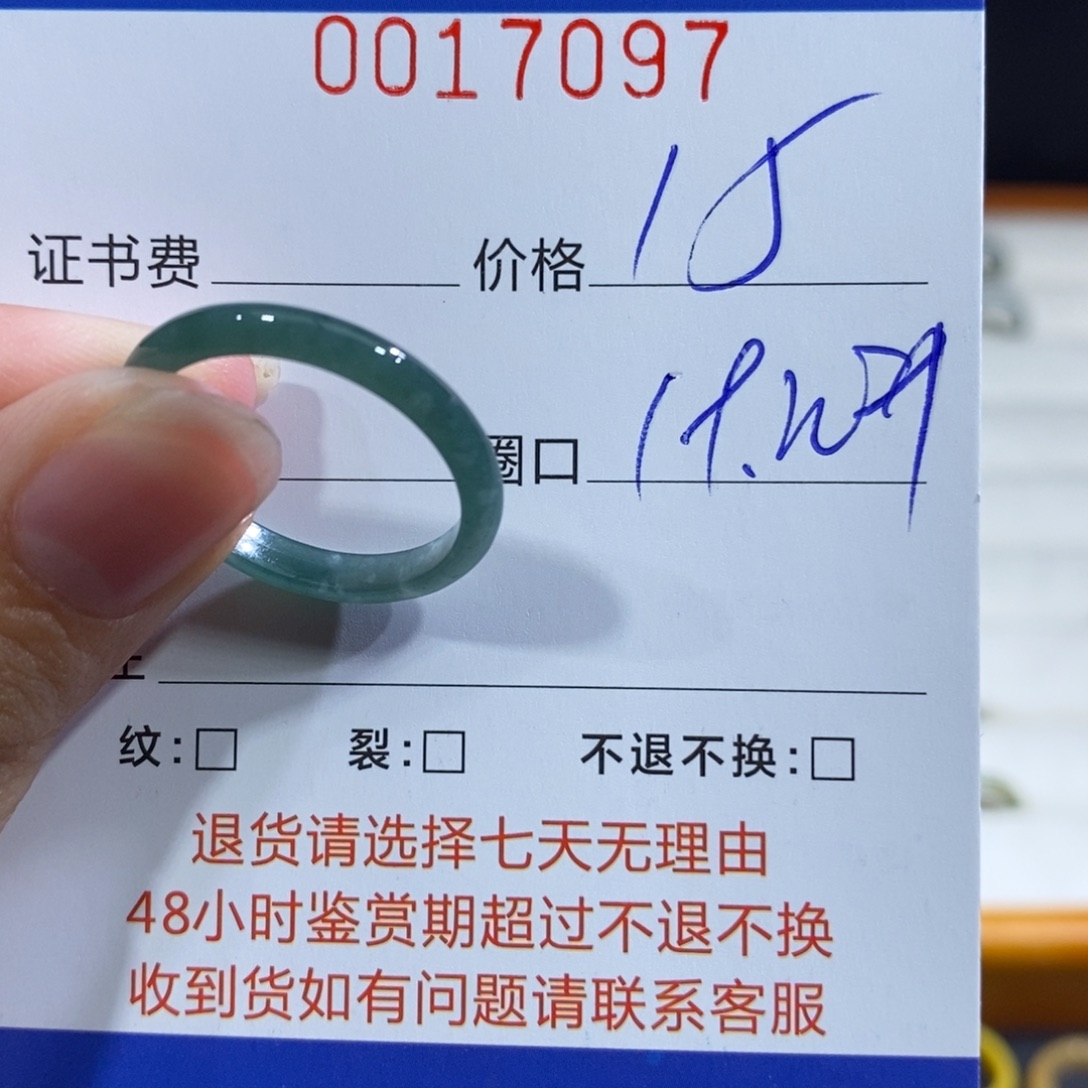 0017097
证书费 价格 15
圈口
纹:□ 裂:□ 不退不换:□
退货请选择七天无理由
48小时鉴赏期超过不退不换
收到货如有问题请联系客服